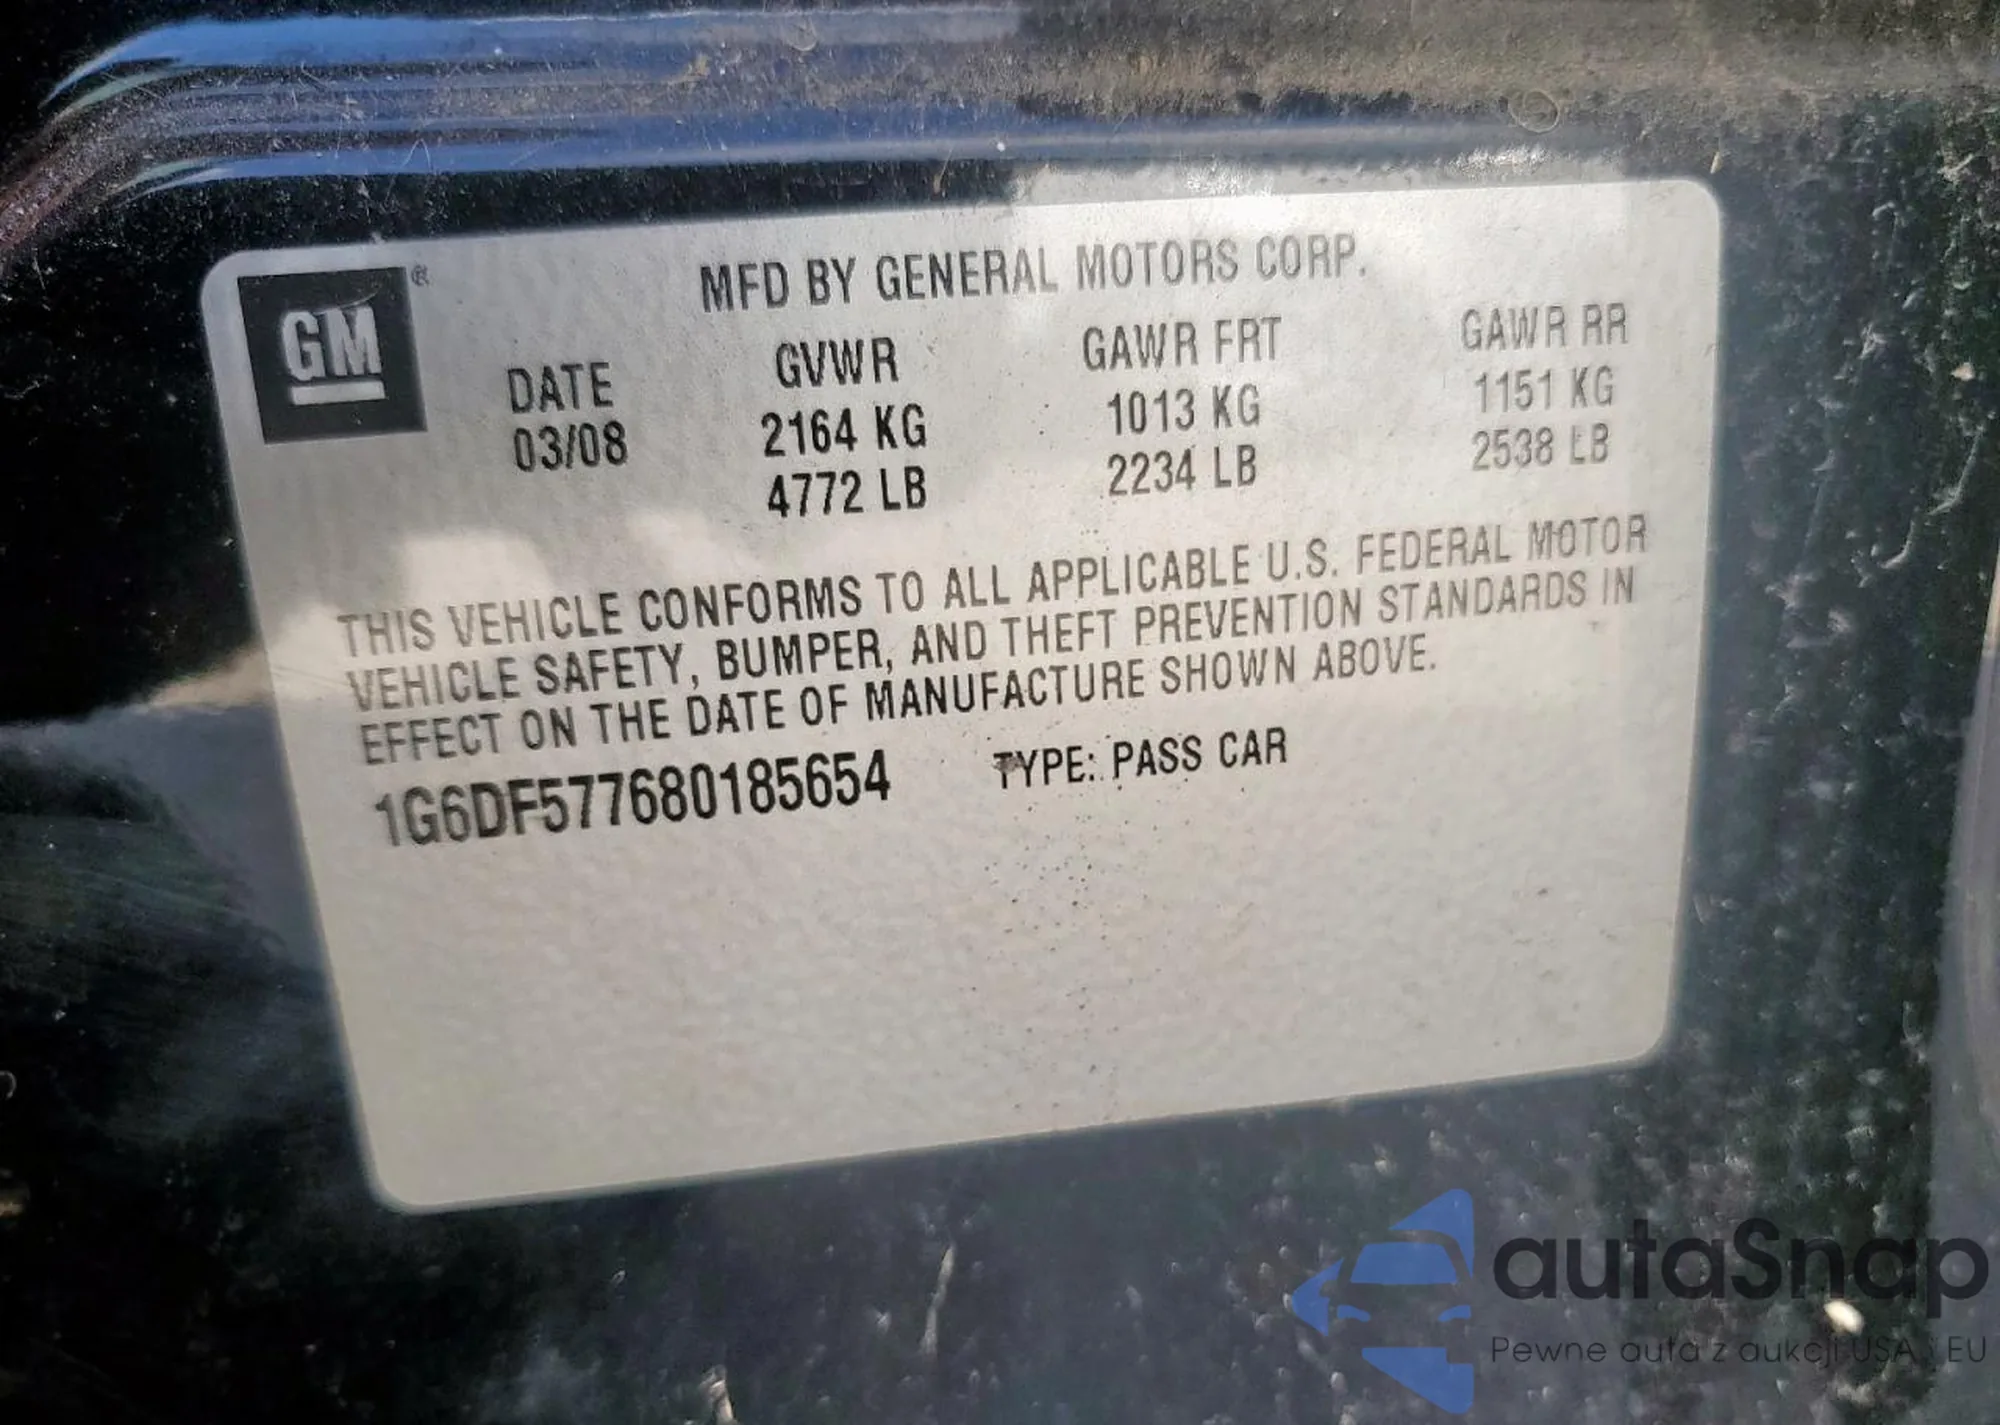 GM ®
MFD BY GENERAL MOTORS CORP.
DATE GVWR GAWR FRT GAWR RR
03/08 2164 KG 1013 KG 1151 KG
4772 LB 2234 LB 2538 LB
THIS VEHICLE CONFORMS TO ALL APPLICABLE U.S. FEDERAL MOTOR
VEHICLE SAFETY, BUMPER, AND THEFT PREVENTION STANDARDS IN
EFFECT ON THE DATE OF MANUFACTURE SHOWN ABOVE.
1G6DF577680185654 TYPE: PASS CAR
autaSnap
Pewne auta z aukcji USA i EU